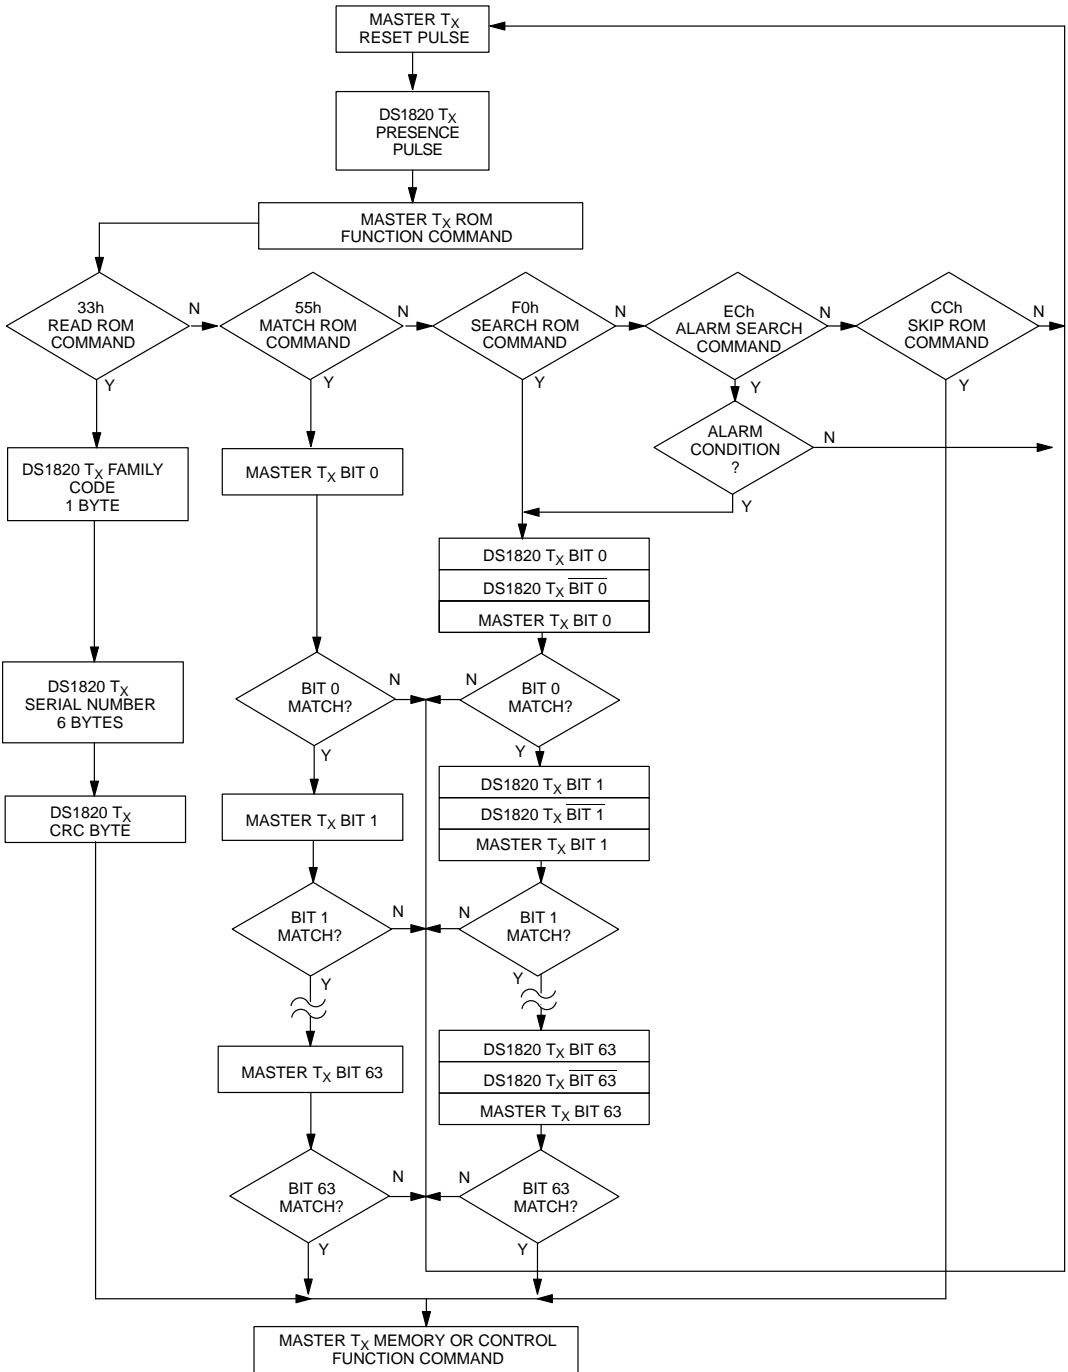 MASTER TX
RESET PULSE
DS1820 TX
PRESENCE
PULSE
MASTER TX ROM
FUNCTION COMMAND
33h
READ ROM
COMMAND
N
Y
55h
MATCH ROM
COMMAND
N
Y
F0h
SEARCH ROM
COMMAND
N
Y
ECh
ALARM SEARCH
COMMAND
N
Y
CCh
SKIP ROM
COMMAND
N
Y
ALARM
CONDITION
?
N
Y
DS1820 TX FAMILY
CODE
1 BYTE
DS1820 TX
SERIAL NUMBER
6 BYTES
DS1820 TX
CRC BYTE
MASTER TX BIT 0
BIT 0
MATCH?
N
Y
MASTER TX BIT 1
BIT 1
MATCH?
N
Y
MASTER TX BIT 63
BIT 63
MATCH?
N
Y
DS1820 TX BIT 0
DS1820 TX B̅I̅T̅ ̅0̅
MASTER TX BIT 0
BIT 0
MATCH?
N
Y
DS1820 TX BIT 1
DS1820 TX B̅I̅T̅ ̅1̅
MASTER TX BIT 1
BIT 1
MATCH?
N
Y
DS1820 TX BIT 63
DS1820 TX B̅I̅T̅ ̅6̅3̅
MASTER TX BIT 63
BIT 63
MATCH?
N
Y
MASTER TX MEMORY OR CONTROL
FUNCTION COMMAND